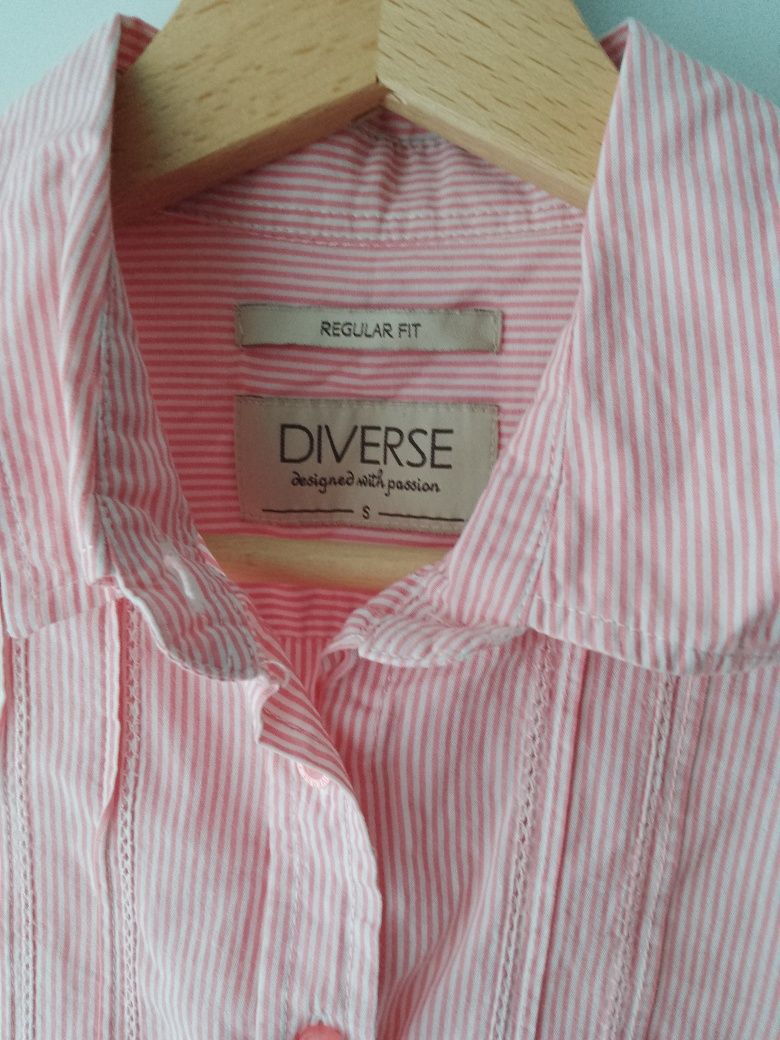 REGULAR FIT
DIVERSE
designed with passion
S